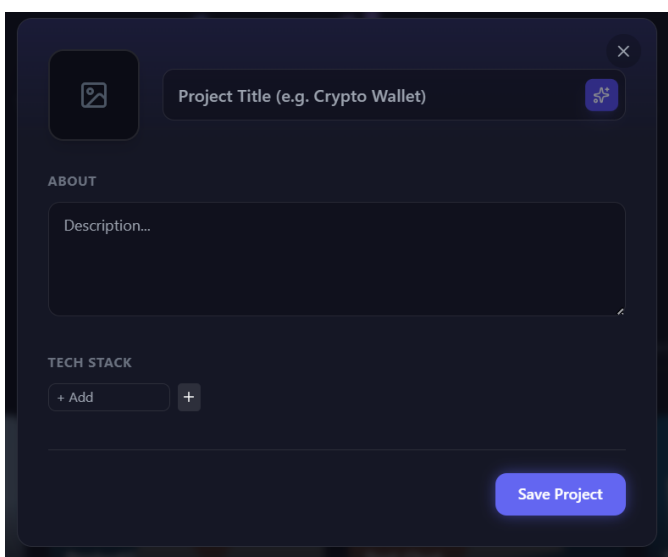 Project Title (e.g. Crypto Wallet)
ABOUT
Description...
TECH STACK
+ Add
+
Save Project